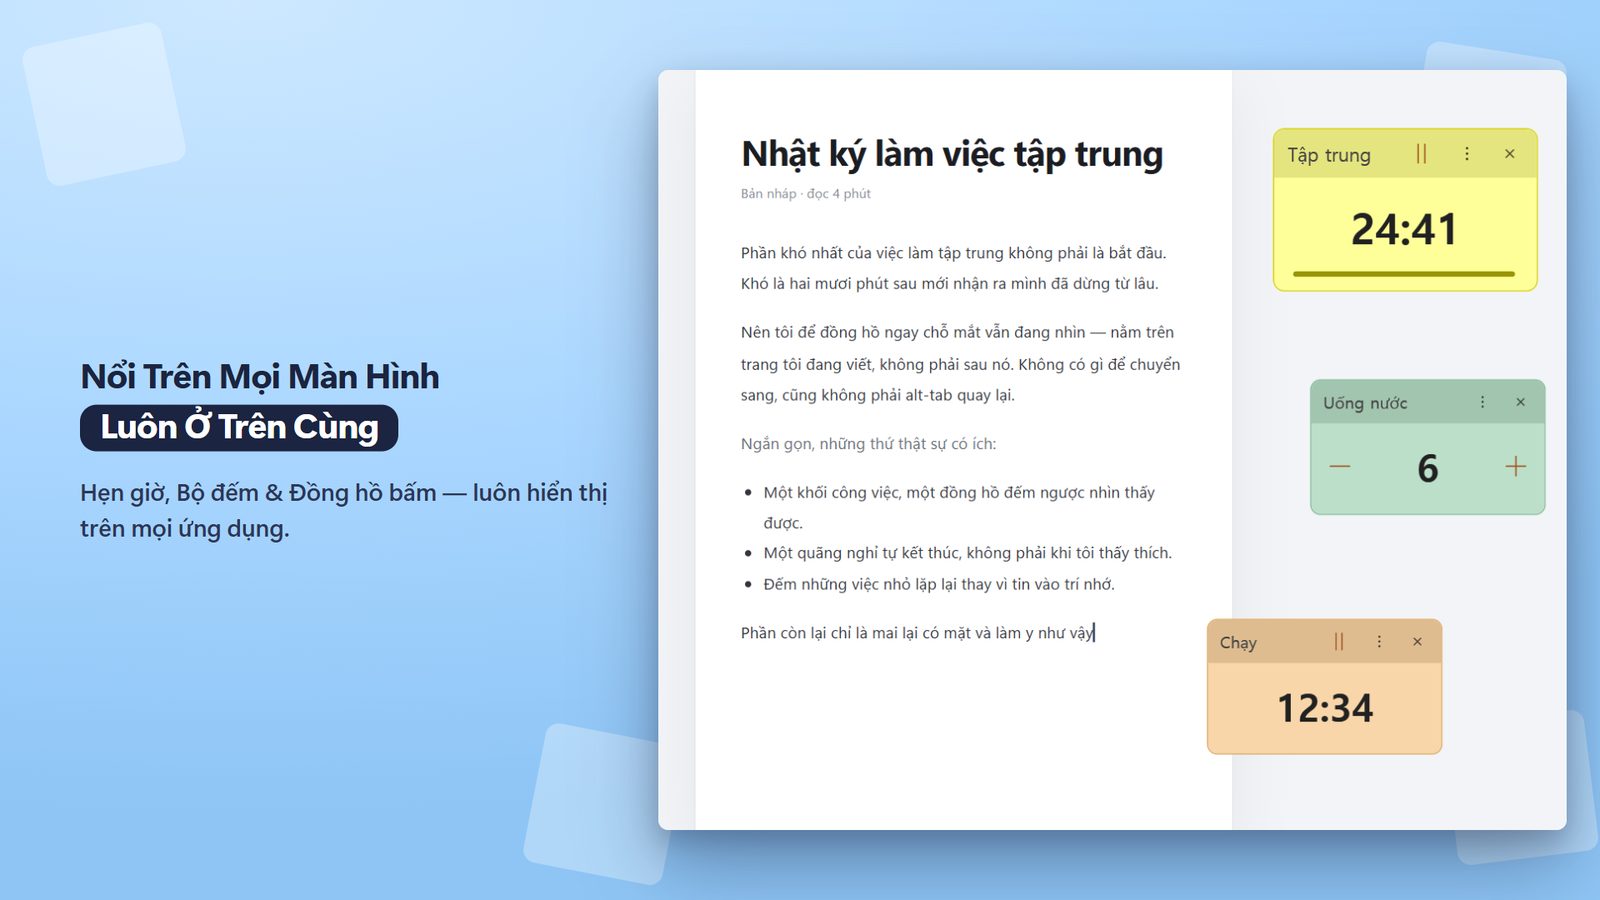 Nổi Trên Mọi Màn Hình
Luôn Ở Trên Cùng
Hẹn giờ, Bộ đếm & Đồng hồ bấm — luôn hiển thị
trên mọi ứng dụng.
Nhật ký làm việc tập trung
Bản nháp · đọc 4 phút
Phần khó nhất của việc làm tập trung không phải là bắt đầu.
Khó là hai mươi phút sau mới nhận ra mình đã dừng từ lâu.
Nên tôi để đồng hồ ngay chỗ mắt vẫn đang nhìn — nằm trên
trang tôi đang viết, không phải sau nó. Không có gì để chuyển
sang, cũng không phải alt-tab quay lại.
Ngắn gọn, những thứ thật sự có ích:
• Một khối công việc, một đồng hồ đếm ngược nhìn thấy
được.
• Một quãng nghỉ tự kết thúc, không phải khi tôi thấy thích.
• Đếm những việc nhỏ lặp lại thay vì tin vào trí nhớ.
Phần còn lại chỉ là mai lại có mặt và làm y như vậy
Tập trung
24:41
Uống nước
6
Chạy
12:34